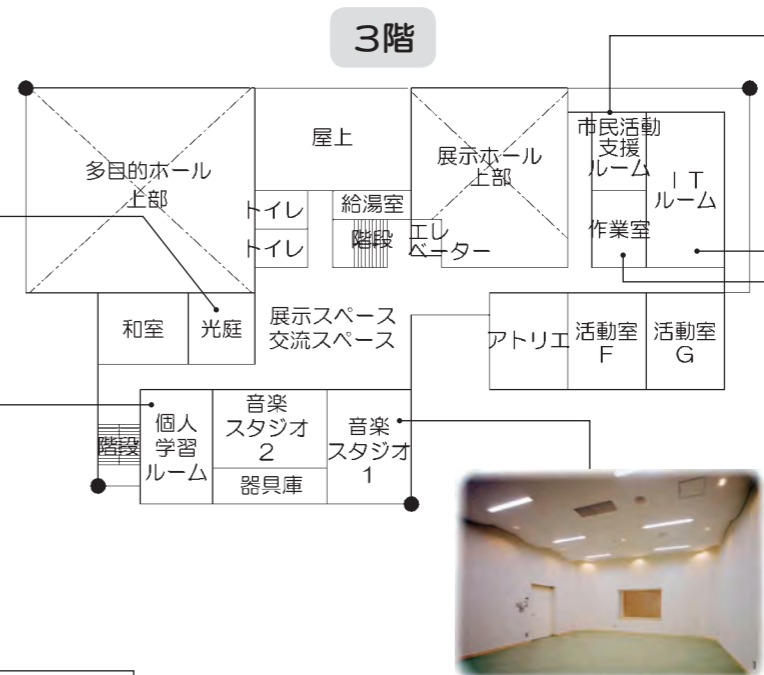 3階
多目的ホール
上部
屋上
展示ホール
上部
市民活動
支援
ルーム
ITルーム
トイレ
トイレ
給湯室
階段
エレ
ベーター
作業室
和室
光庭
展示スペース
交流スペース
アトリエ
活動室
F
活動室
G
階段
個人
学習
ルーム
音楽
スタジオ
2
器具庫
音楽
スタジオ
1
1